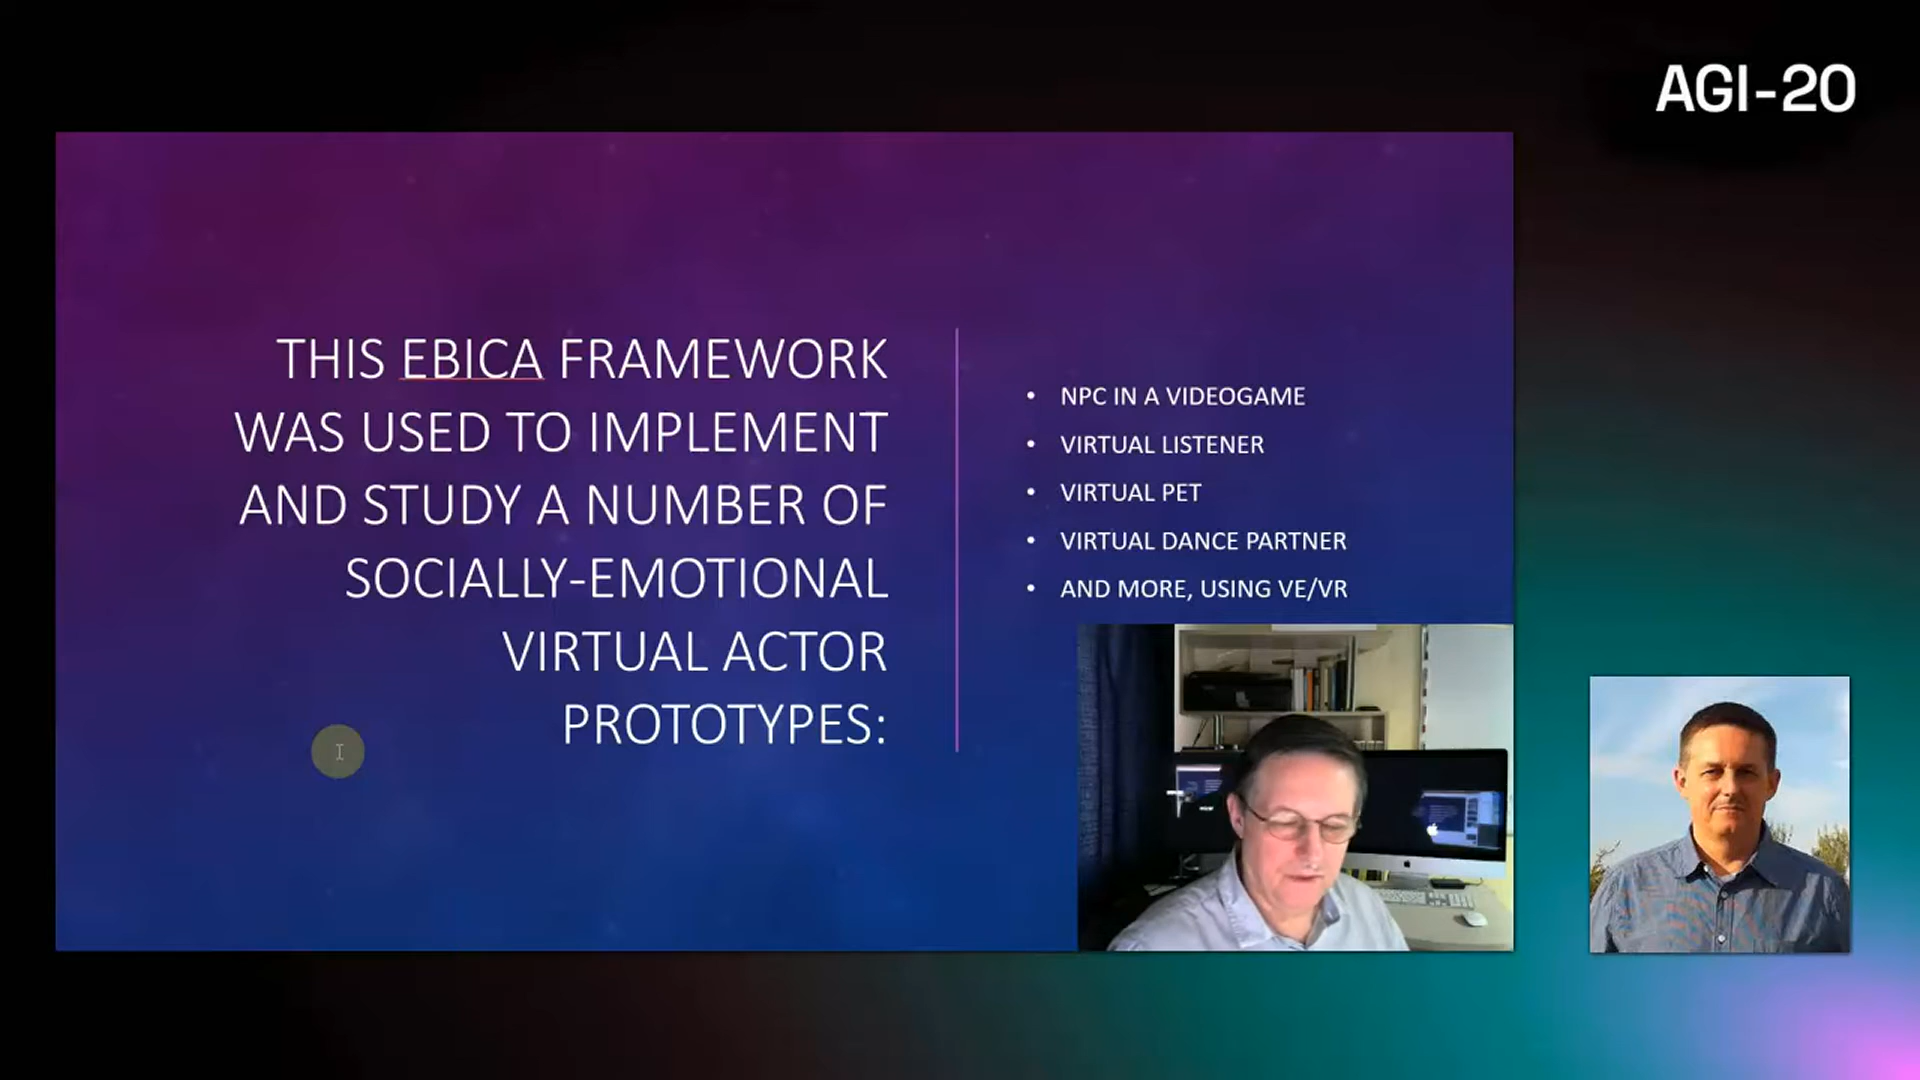 AGI-20
THIS EBICA FRAMEWORK
WAS USED TO IMPLEMENT
AND STUDY A NUMBER OF
SOCIALLY-EMOTIONAL
VIRTUAL ACTOR
PROTOTYPES:
• NPC IN A VIDEOGAME
• VIRTUAL LISTENER
• VIRTUAL PET
• VIRTUAL DANCE PARTNER
• AND MORE, USING VE/VR